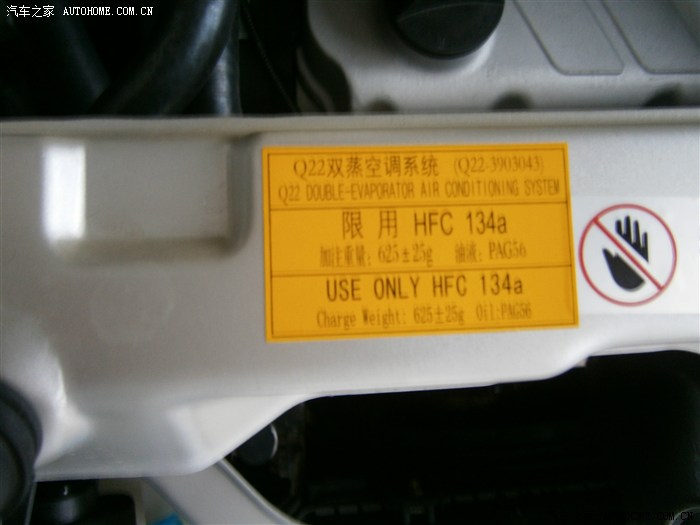 汽车之家 AUTOHOME.COM.CN
Q22双蒸空调系统 (Q22-3903043)
Q22 DOUBLE-EVAPORATOR AIR CONDITIONING SYSTEM
限 用 HFC 134a
加注重量: 625±25g 油液: PAG56
USE ONLY HFC 134a
Charge Weight: 625±25g Oil:PAG56